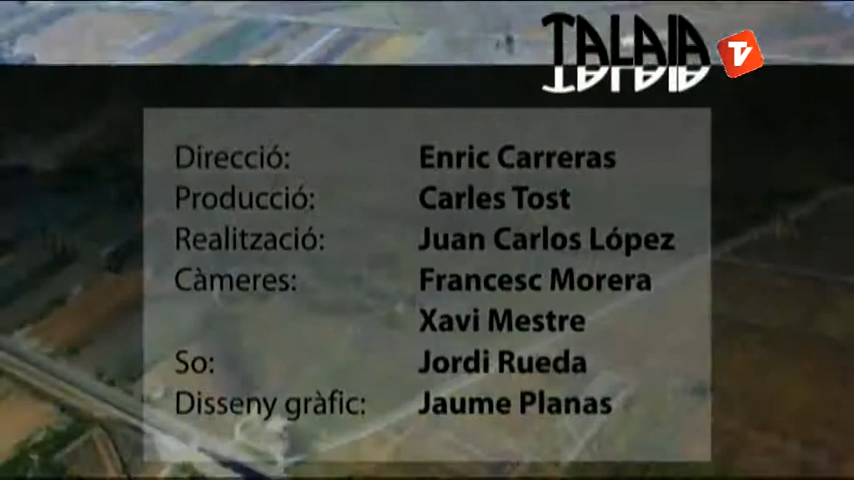 TALAIA TV
Direcció: Enric Carreras
Producció: Carles Tost
Realització: Juan Carlos López
Càmeres: Francesc Morera
Xavi Mestre
So: Jordi Rueda
Disseny gràfic: Jaume Planas